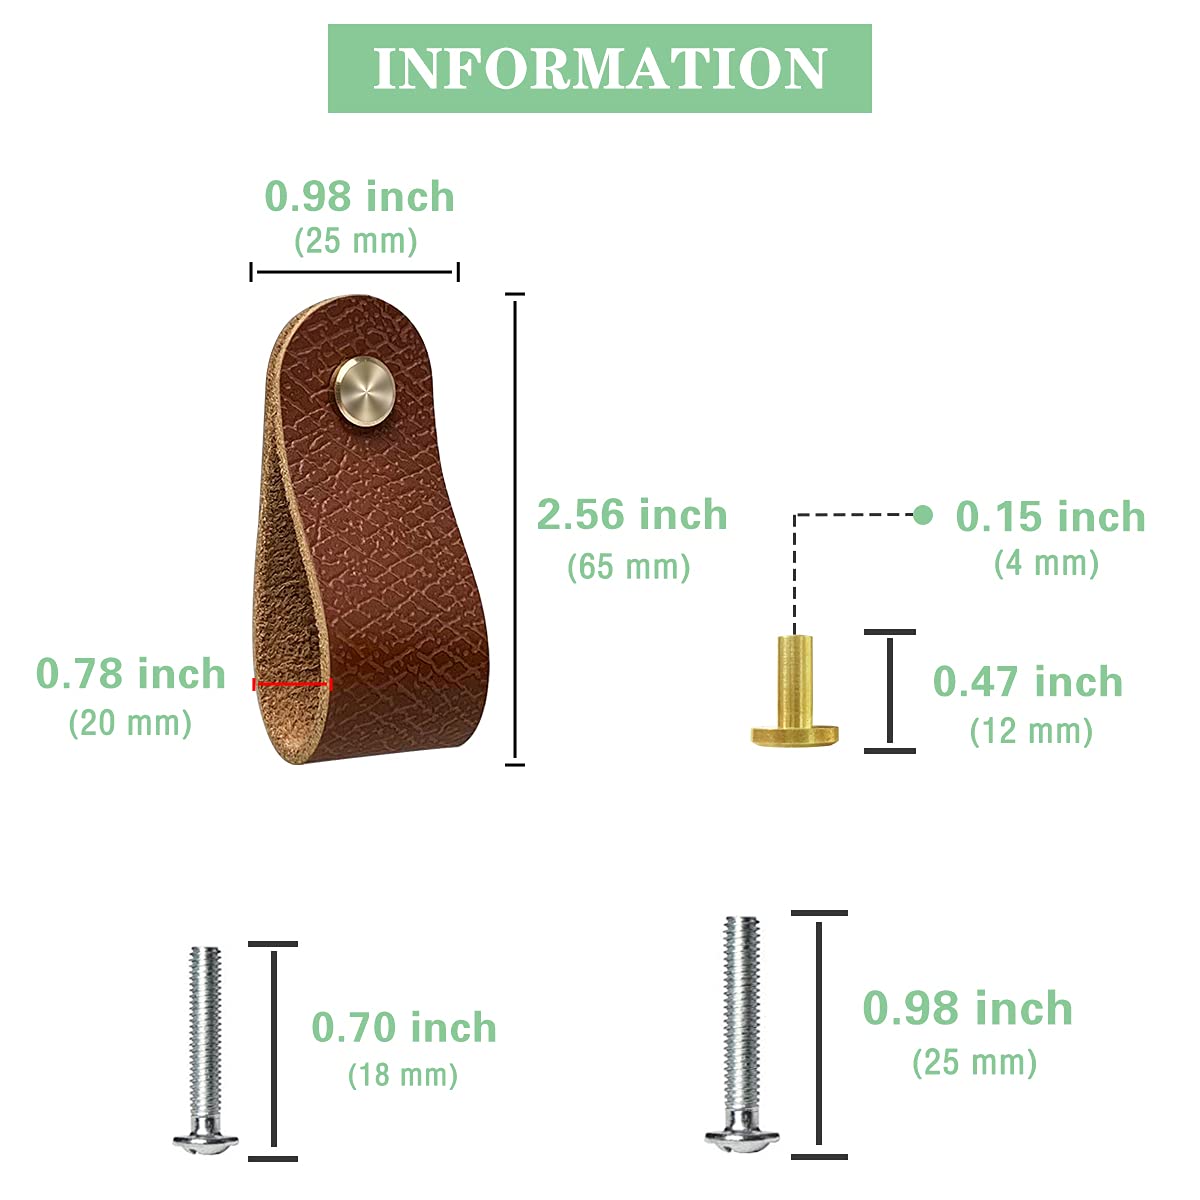 INFORMATION
0.98 inch
(25 mm)
2.56 inch
(65 mm)
0.15 inch
(4 mm)
0.78 inch
(20 mm)
0.47 inch
(12 mm)
0.70 inch
(18 mm)
0.98 inch
(25 mm)